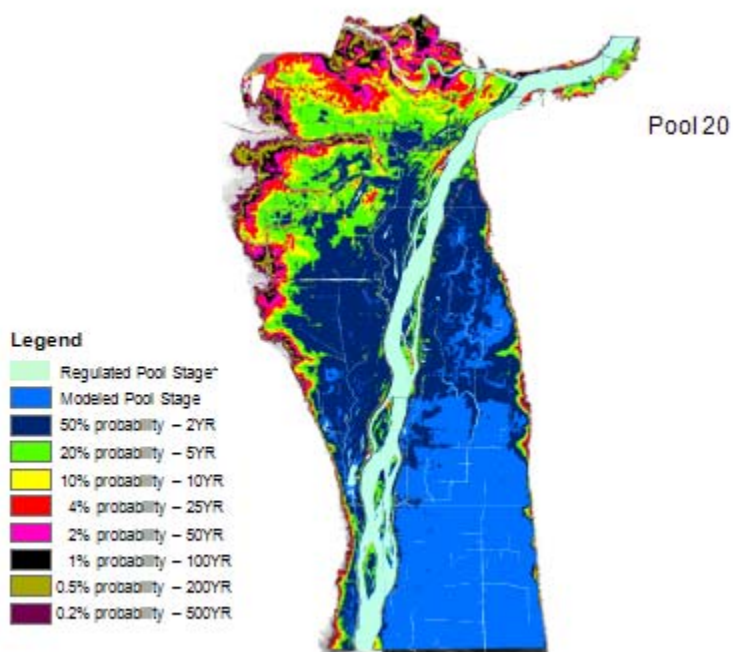 Pool 20
Legend
Regulated Pool Stage*
Modeled Pool Stage
50% probability – 2YR
20% probability – 5YR
10% probability – 10YR
4% probability – 25YR
2% probability – 50YR
1% probability – 100YR
0.5% probability – 200YR
0.2% probability – 500YR